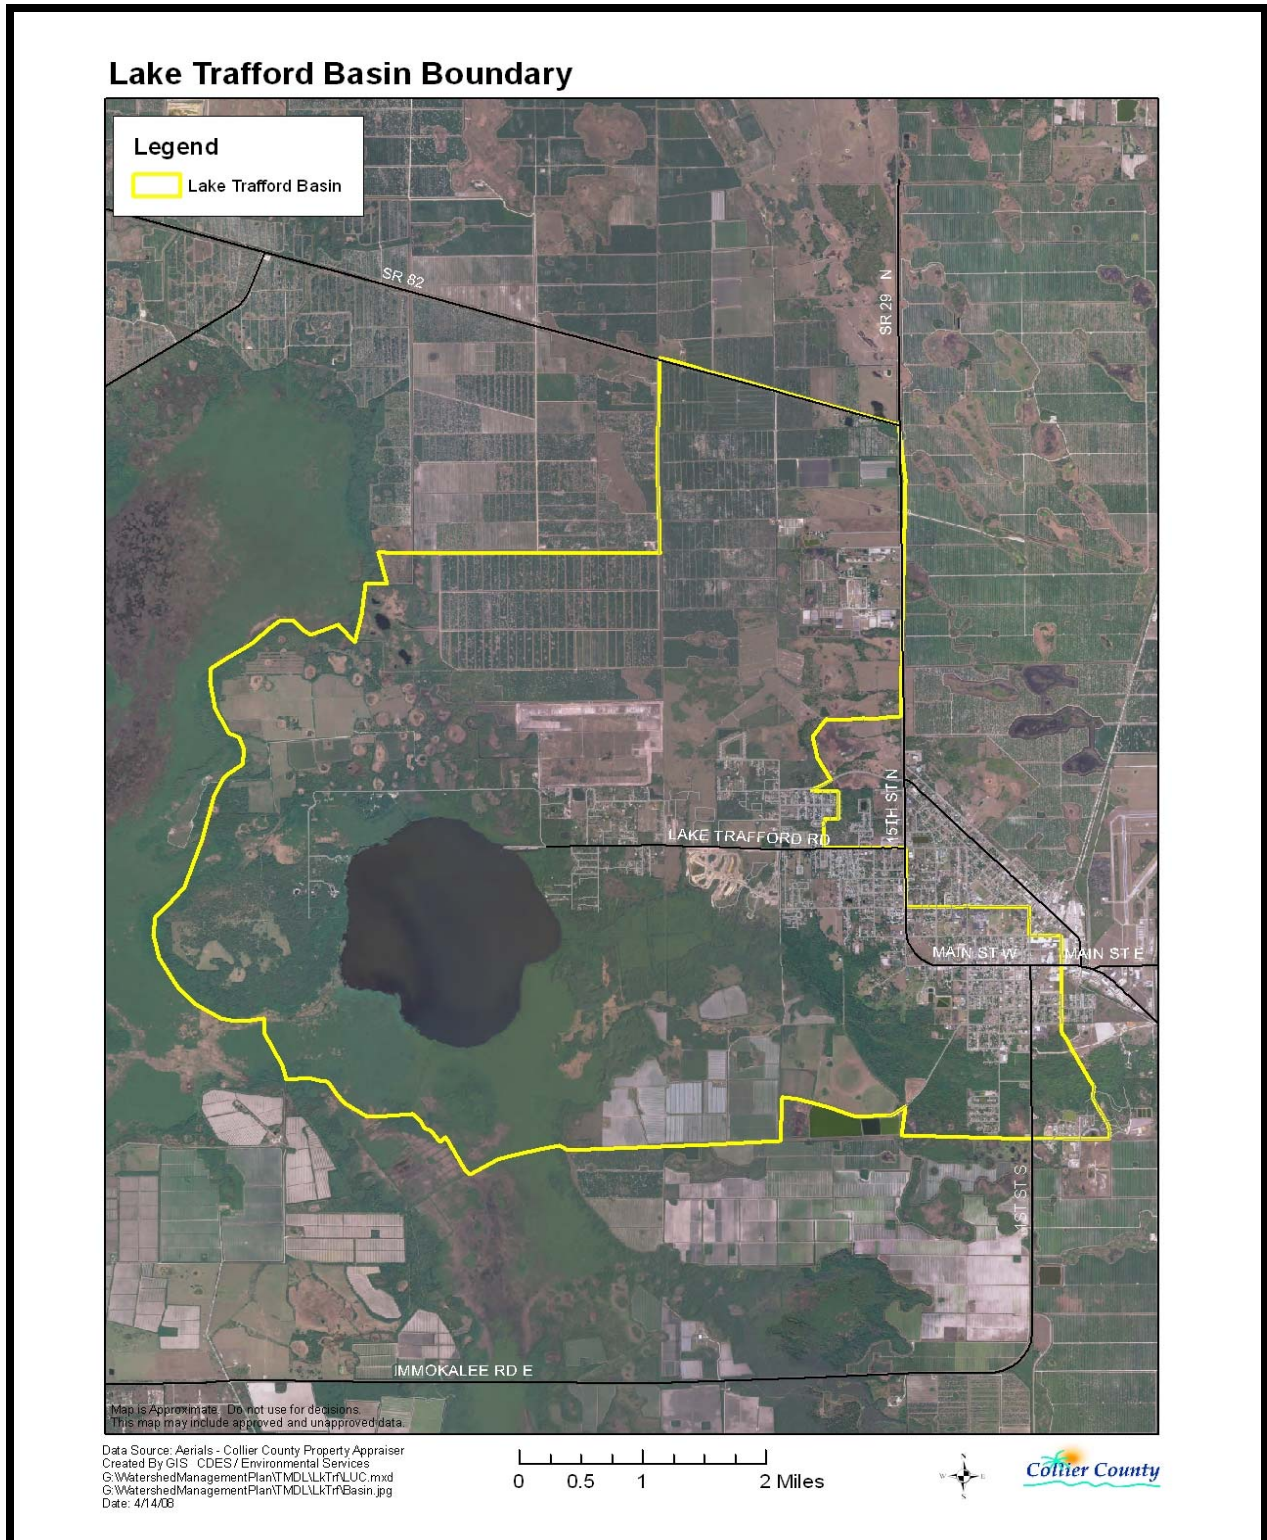 Lake Trafford Basin Boundary
Legend
Lake Trafford Basin
SR 82
SR 29 N
15TH ST N
LAKE TRAFFORD RD
MAIN ST W
MAIN ST E
1ST ST S
IMMOKALEE RD E
Map is Approximate. Do not use for decisions.
This map may include approved and unapproved data.
Data Source: Aerials - Collier County Property Appraiser
Created By GIS CDES / Environmental Services
G:\WatershedManagementPlan\TMDL\LkTrf\LUC.mxd
G:\WatershedManagementPlan\TMDL\LkTrf\Basin.jpg
Date: 4/14/08
0 0.5 1 2 Miles
N
W E
S
Collier County